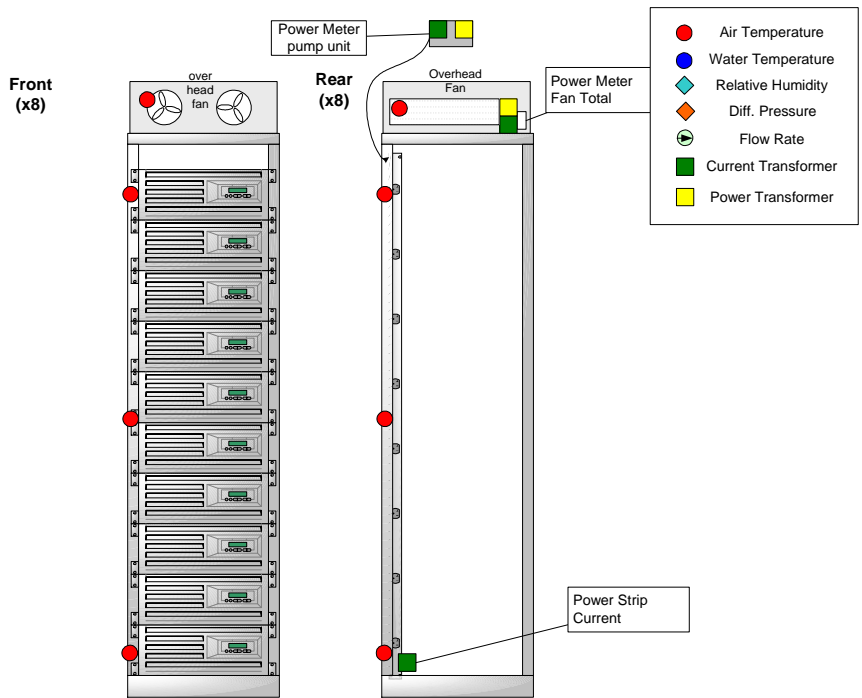 Power Meter
pump unit
Front
(x8)
over
head
fan
Rear
(x8)
Overhead
Fan
Power Meter
Fan Total
Air Temperature
Water Temperature
Relative Humidity
Diff. Pressure
Flow Rate
Current Transformer
Power Transformer
Power Strip
Current